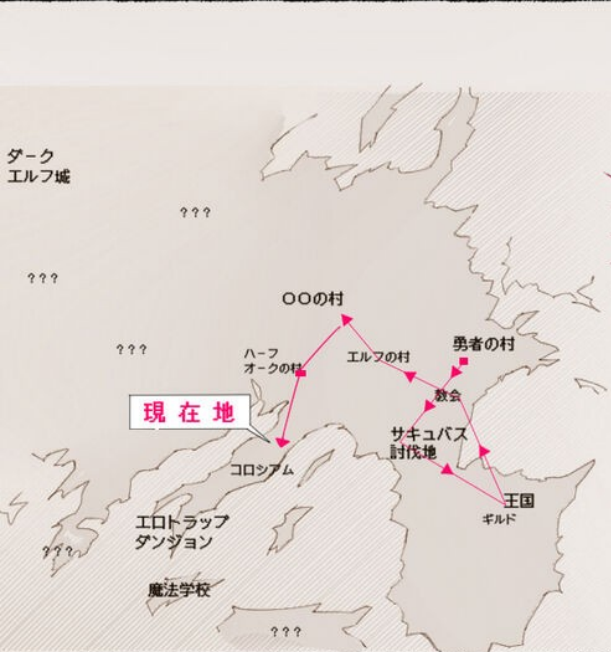 ダーク
エルフ城
？？？
？？？
〇〇の村
勇者の村
？？？
ハーフ
オークの村
エルフの村
教会
現在地
サキュバス
討伐地
コロシアム
王国
ギルド
エロトラップ
ダンジョン
？？？
魔法学校
？？？